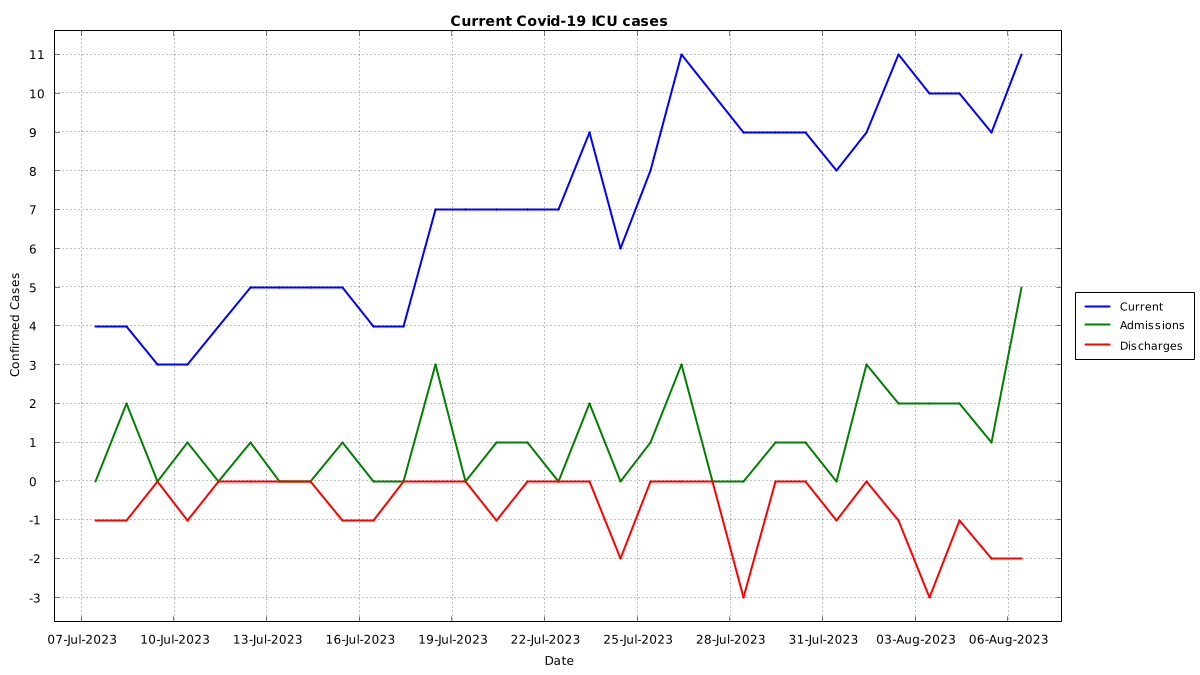 Current Covid-19 ICU cases
11
10
9
8
7
6
5
4
3
2
1
0
-1
-2
-3
Confirmed Cases
07-Jul-2023 10-Jul-2023 13-Jul-2023 16-Jul-2023 19-Jul-2023 22-Jul-2023 25-Jul-2023 28-Jul-2023 31-Jul-2023 03-Aug-2023 06-Aug-2023
Date
Current
Admissions
Discharges